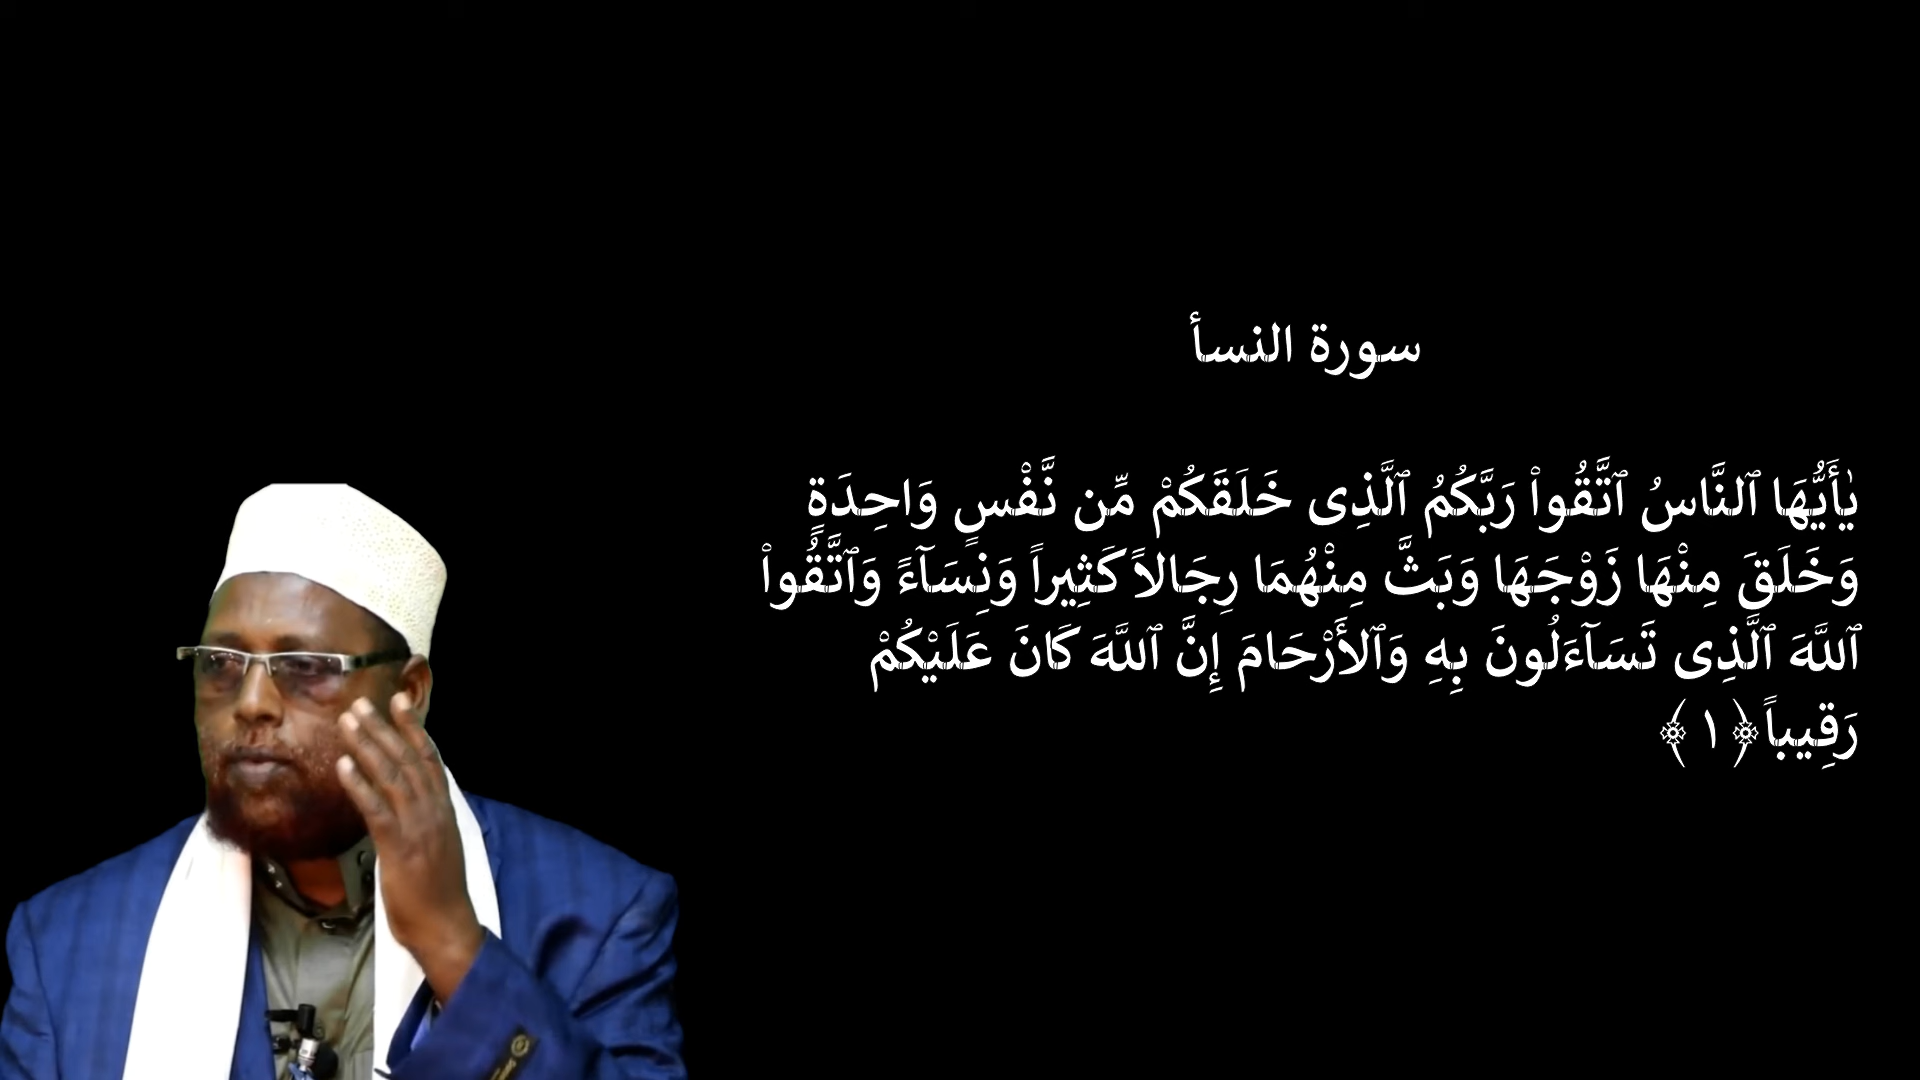 سورة النسأ
يٰأَيُّهَا ٱلنَّاسُ ٱتَّقُواْ رَبَّكُمُ ٱلَّذِى خَلَقَكُمْ مِّن نَّفْسٍ وَاحِدَةٍ
وَخَلَقَ مِنْهَا زَوْجَهَا وَبَثَّ مِنْهُمَا رِجَالاً كَثِيراً وَنِسَآءً وَٱتَّقُواْ
ٱللَّهَ ٱلَّذِى تَسَآءَلُونَ بِهِ وَٱلأَرْحَامَ إِنَّ ٱللَّهَ كَانَ عَلَيْكُمْ
رَقِيباً ﴿١﴾